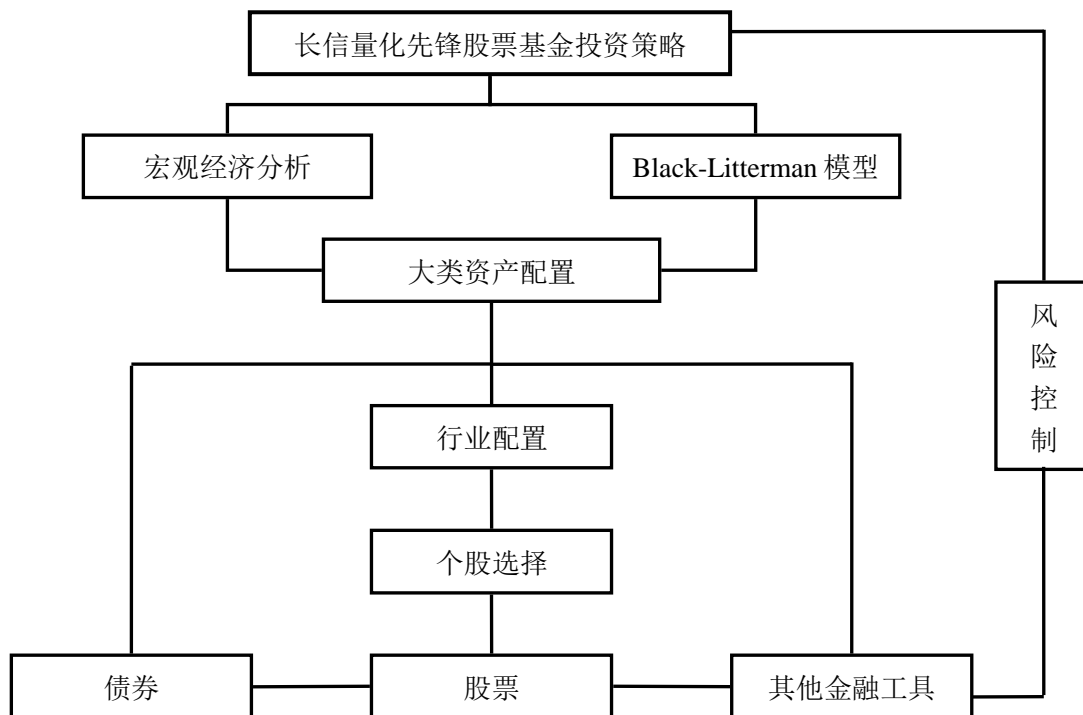 长信量化先锋股票基金投资策略
宏观经济分析
Black-Litterman 模型
大类资产配置
风
险
控
制
行业配置
个股选择
债券
股票
其他金融工具